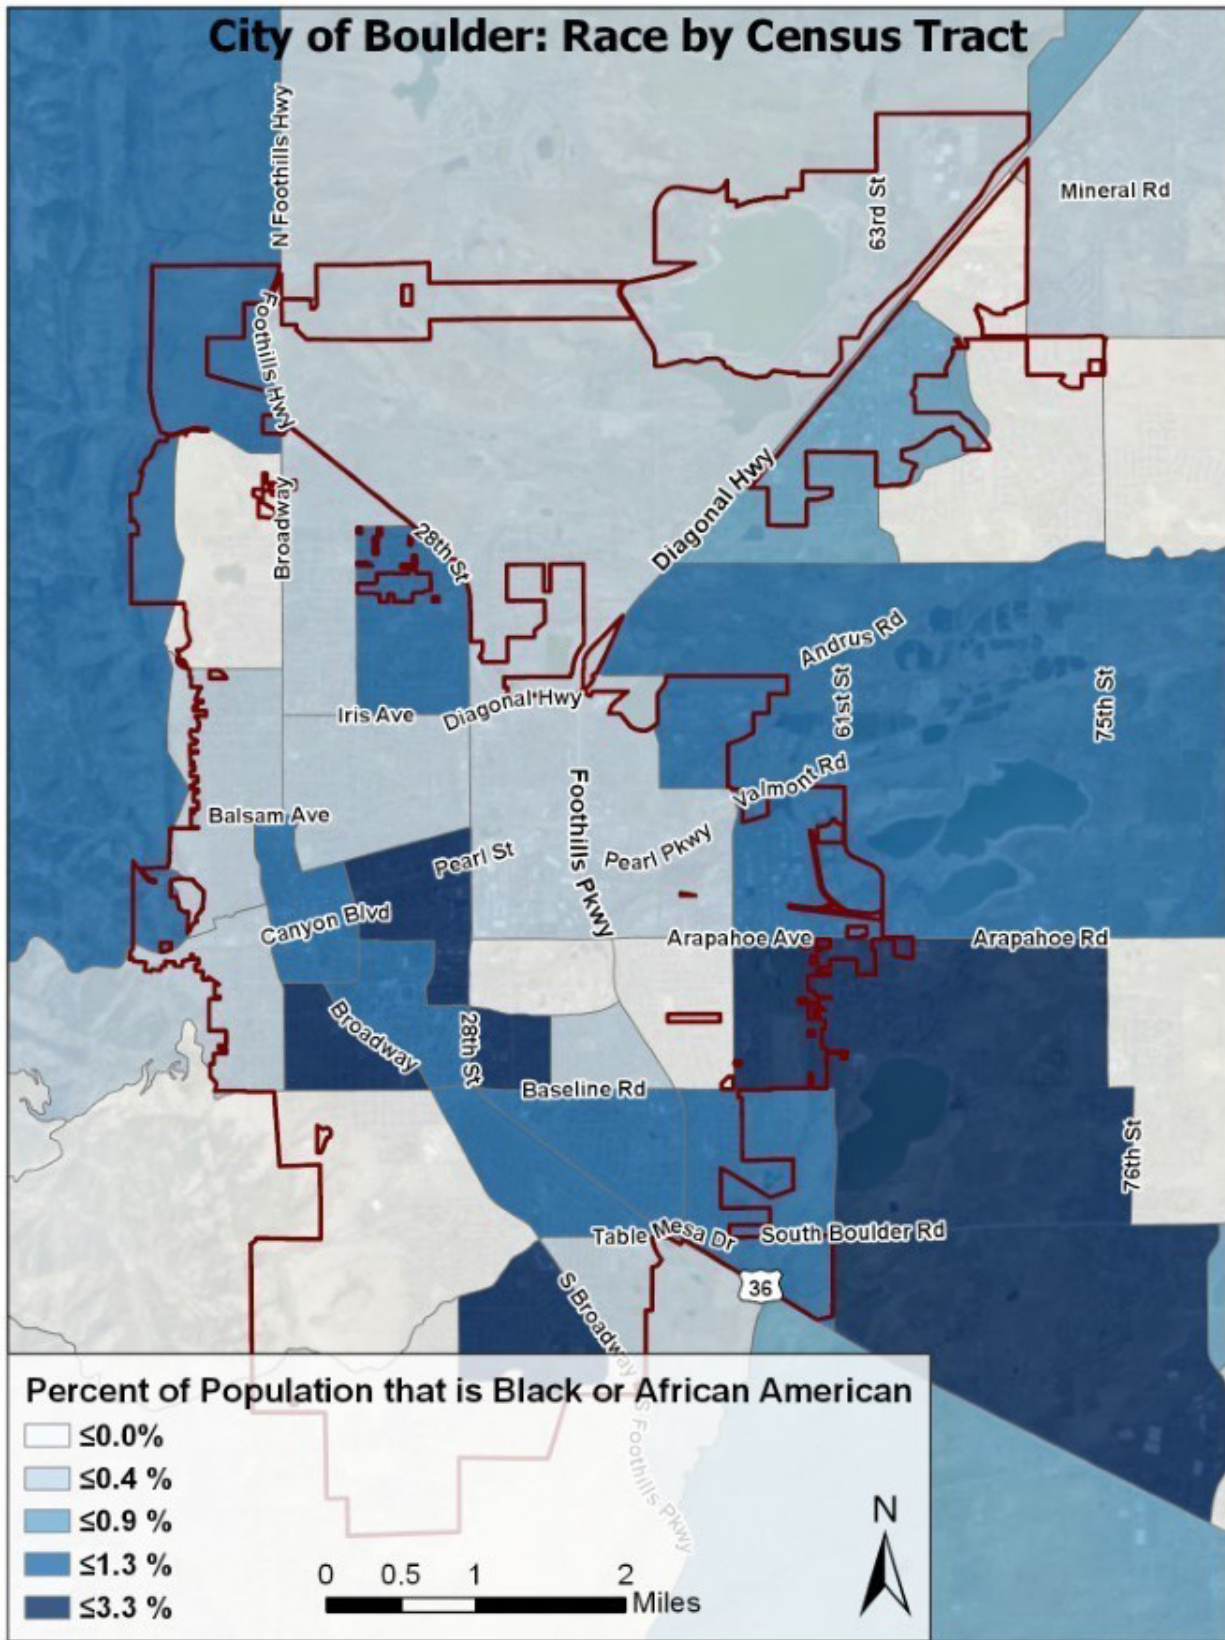 City of Boulder: Race by Census Tract
N Foothills Hwy
63rd St
Mineral Rd
Foothills Hwy
Broadway
28th St
Diagonal Hwy
Andrus Rd
61st St
75th St
Iris Ave
Diagonal Hwy
Valmont Rd
Foothills Pkwy
Balsam Ave
Pearl St
Pearl Pkwy
Canyon Blvd
Arapahoe Ave
Arapahoe Rd
Broadway
28th St
Baseline Rd
76th St
Table Mesa Dr
South Boulder Rd
36
S Broadway
S Foothills Pkwy
Percent of Population that is Black or African American
≤0.0%
≤0.4 %
≤0.9 %
≤1.3 %
≤3.3 %
0 0.5 1 2
Miles
N